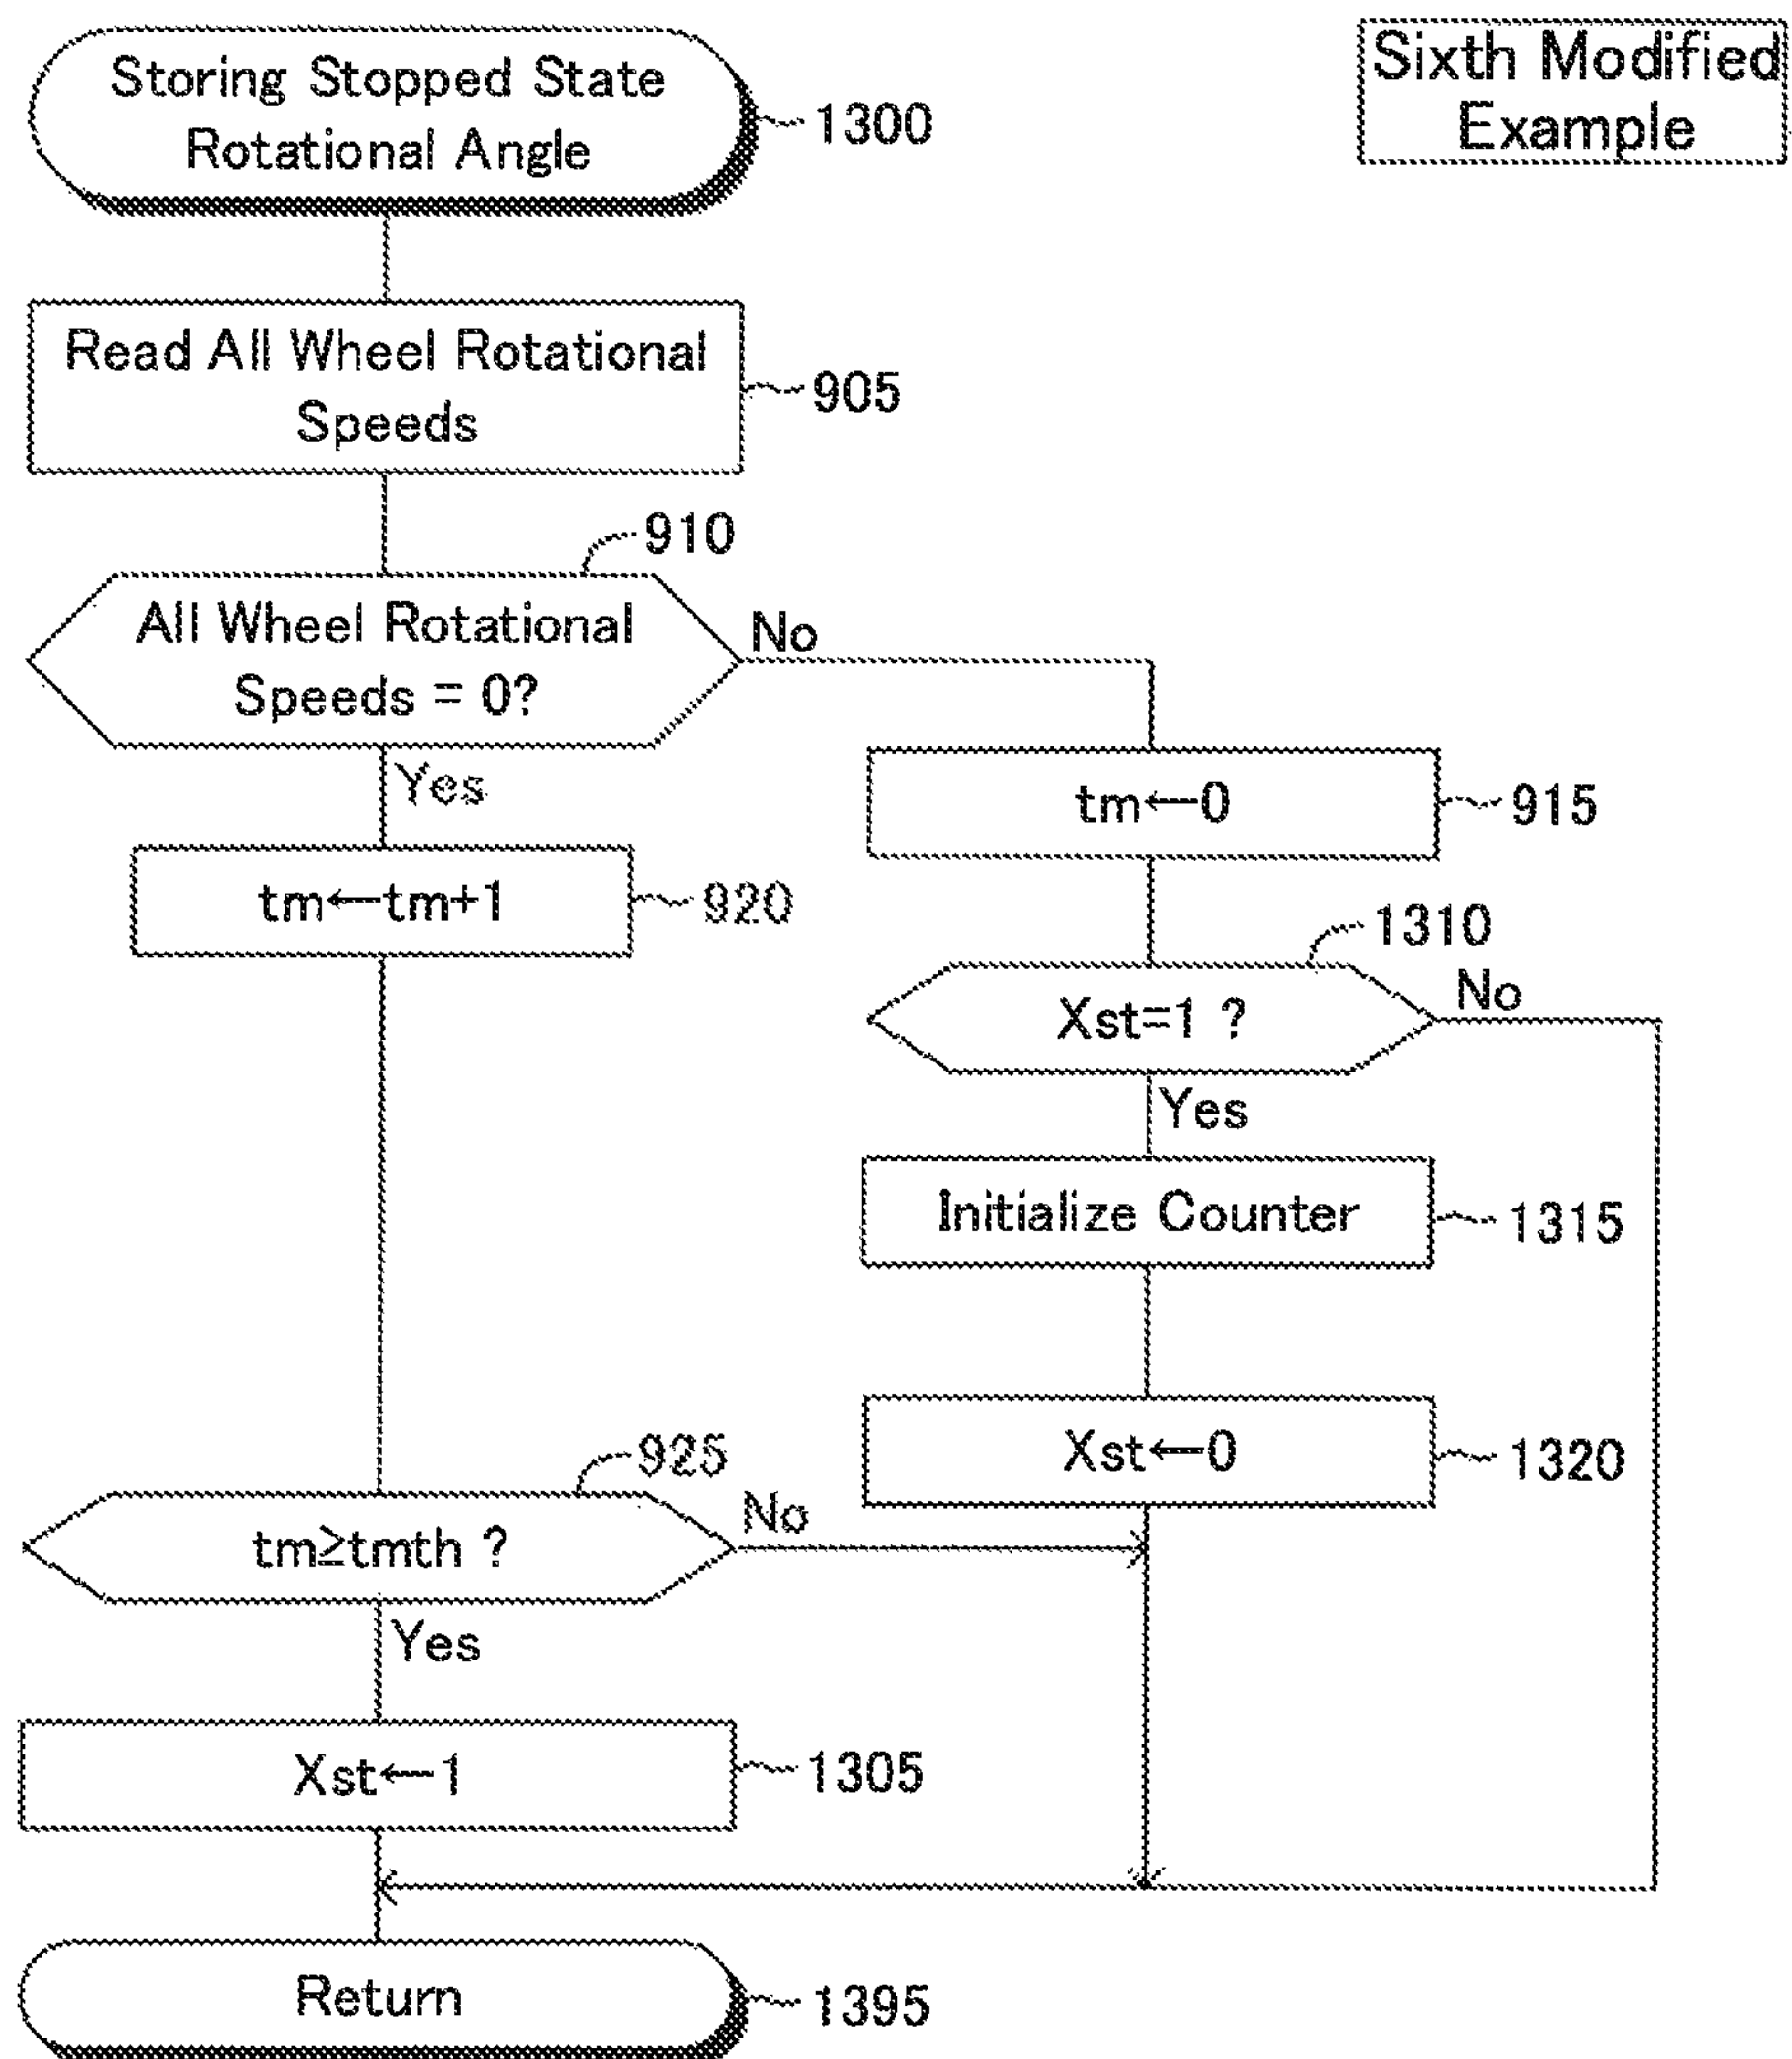 Storing Stopped State
Rotational Angle
1300
Sixth Modified
Example
Read All Wheel Rotational
Speeds
905
910
All Wheel Rotational
Speeds = 0?
No
Yes
tm←0
915
tm←tm+1
920
1310
Xst=1 ?
No
Yes
Initialize Counter
1315
Xst←0
1320
925
tm≥tmth ?
No
Yes
Xst←1
1305
Return
1395